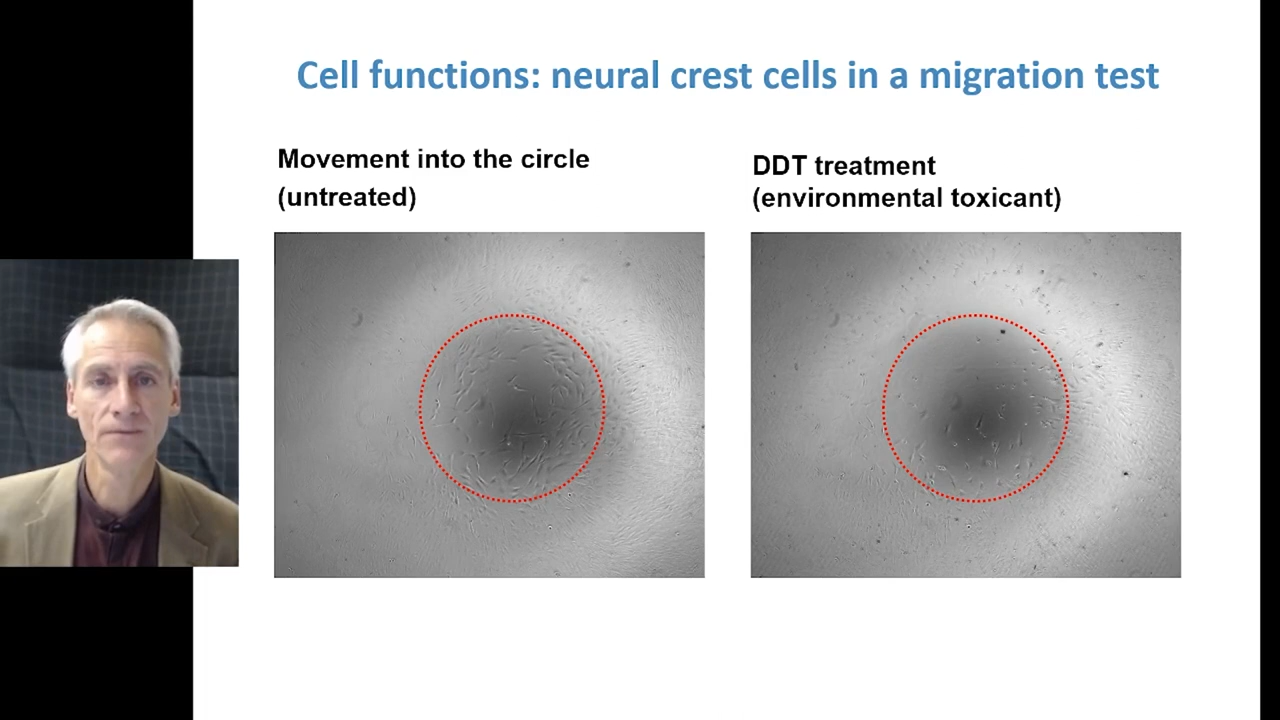 Cell functions: neural crest cells in a migration test
Movement into the circle
(untreated)
DDT treatment
(environmental toxicant)